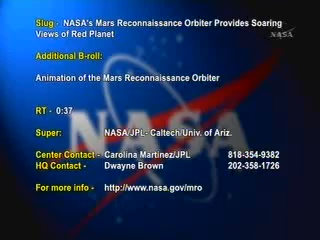 Slug - NASA's Mars Reconnaissance Orbiter Provides Soaring
Views of Red Planet
NASA
Additional B-roll:
Animation of the Mars Reconnaissance Orbiter
RT - 0:37
Super: NASA/JPL- Caltech/Univ. of Ariz.
Center Contact - Carolina Martinez/JPL 818-354-9382
HQ Contact - Dwayne Brown 202-358-1726
For more info - http://www.nasa.gov/mro